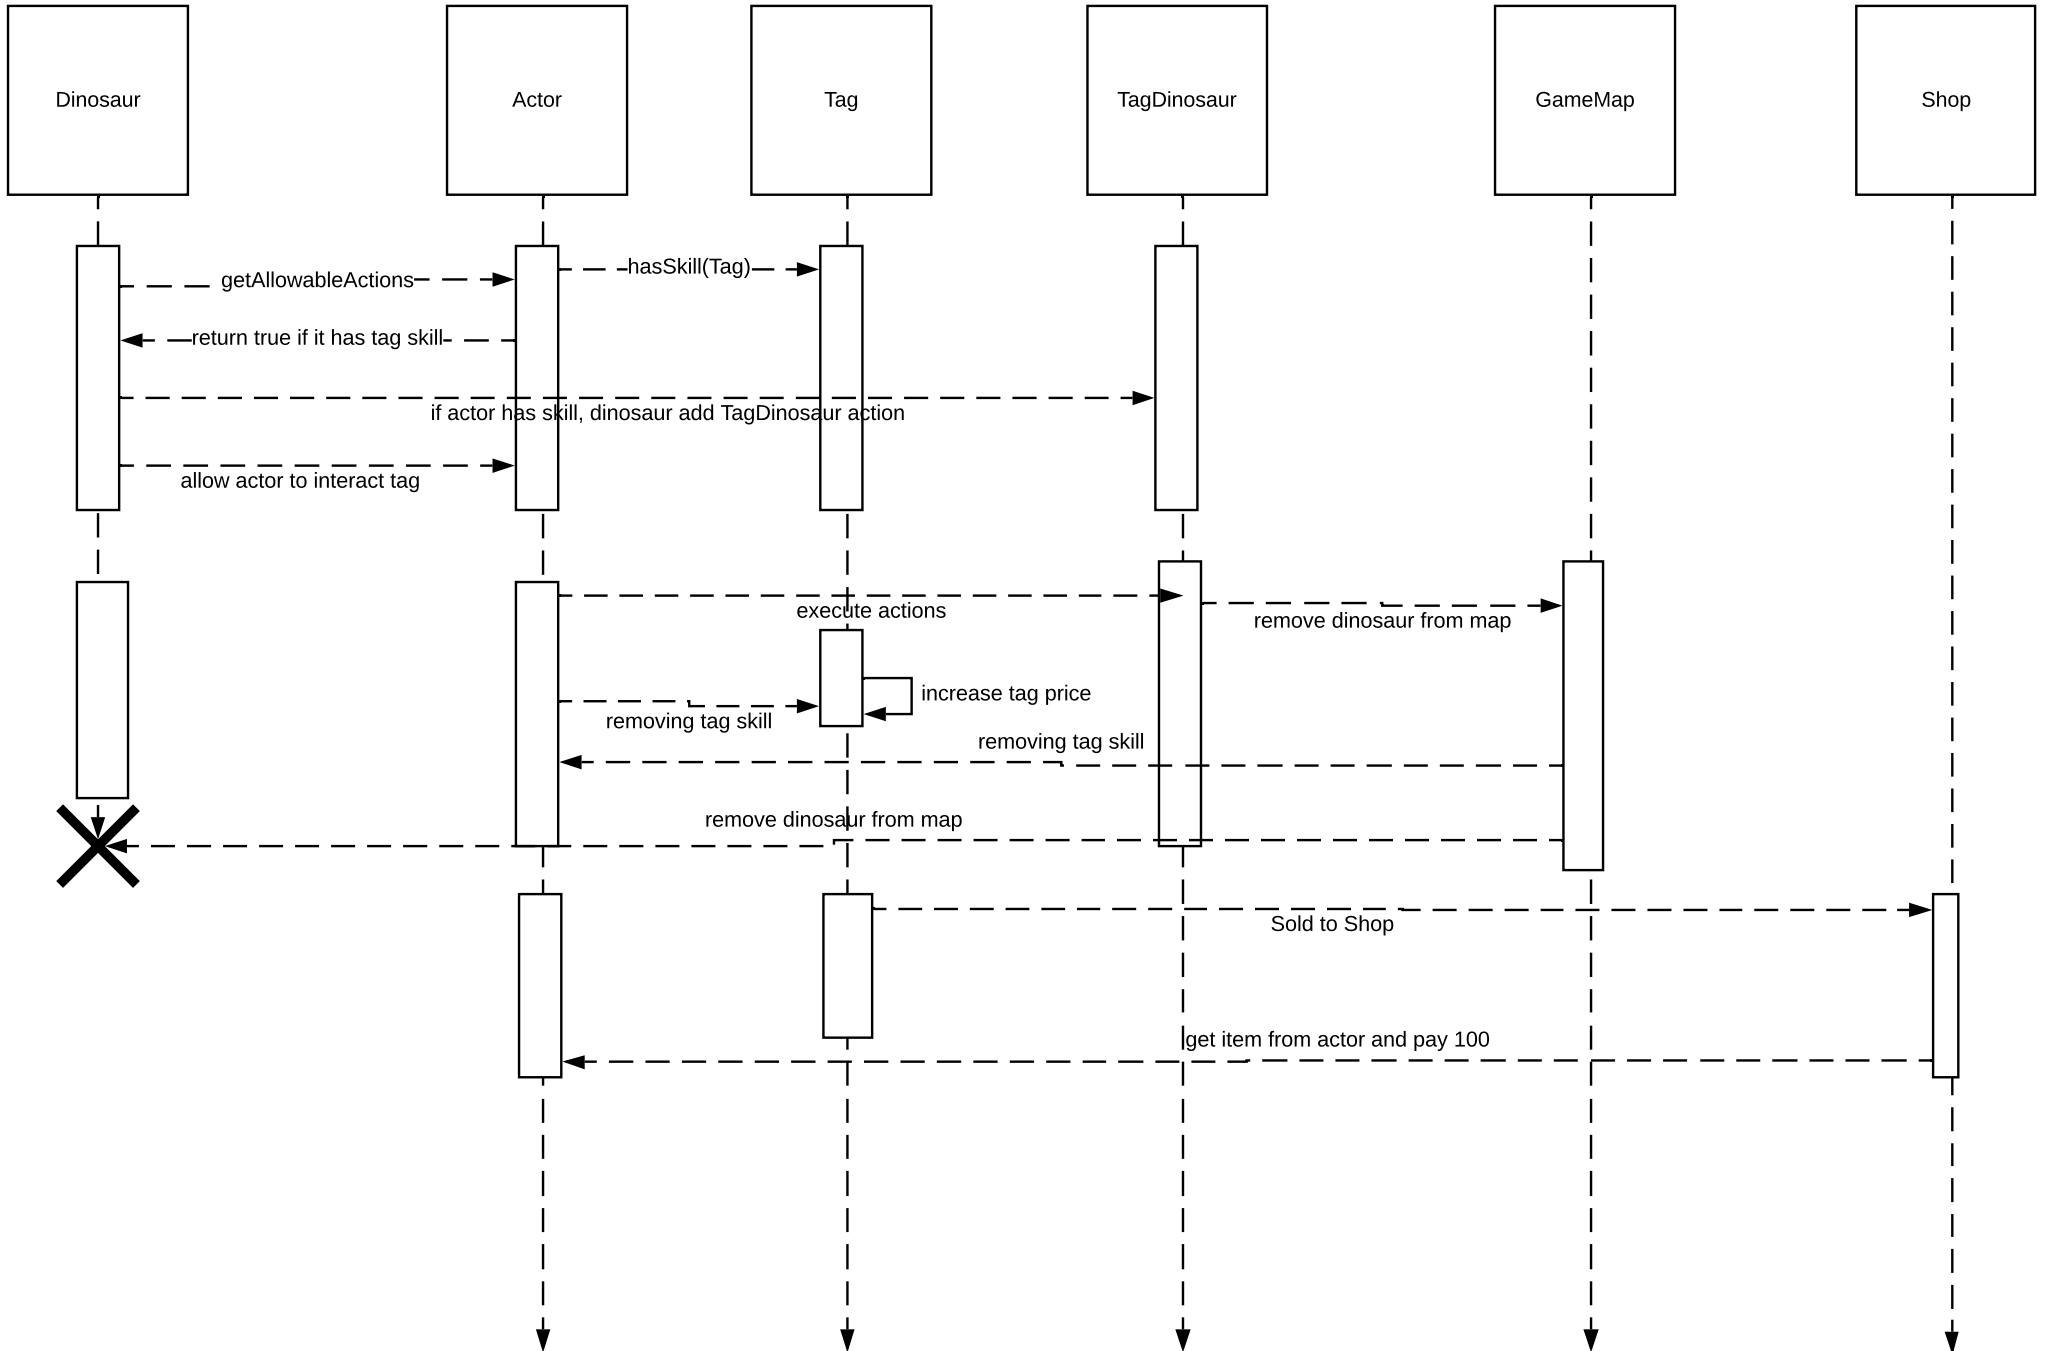 Dinosaur
Actor
Tag
TagDinosaur
GameMap
Shop
hasSkill(Tag)
getAllowableActions
return true if it has tag skill
if actor has skill, dinosaur add TagDinosaur action
allow actor to interact tag
execute actions
remove dinosaur from map
increase tag price
removing tag skill
removing tag skill
remove dinosaur from map
Sold to Shop
get item from actor and pay 100